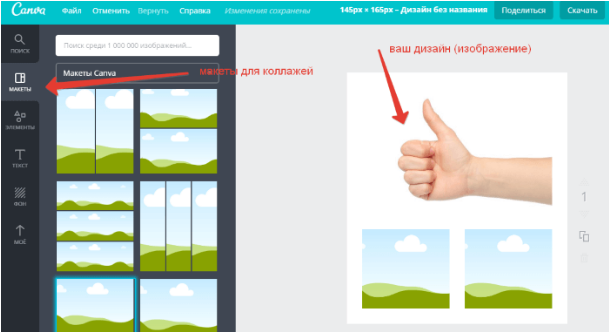 Canva Файл Отменить Вернуть Справка Изменения сохранены 145px × 165px – Дизайн без названия Поделиться Скачать
ПОИСК
Поиск среди 1 000 000 изображений...
МАКЕТЫ
Макеты Canva
макеты для коллажей
ваш дизайн (изображение)
ЭЛЕМЕНТЫ
ТЕКСТ
ФОН
МОЁ
1